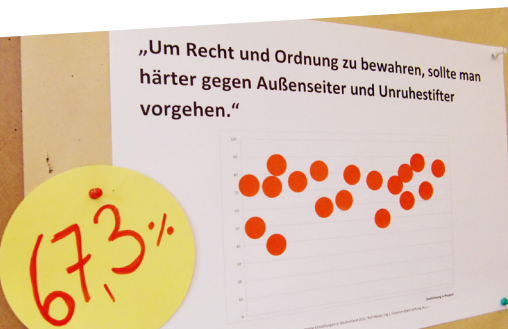 „Um Recht und Ordnung zu bewahren, sollte man
härter gegen Außenseiter und Unruhestifter
vorgehen.“
67,3%